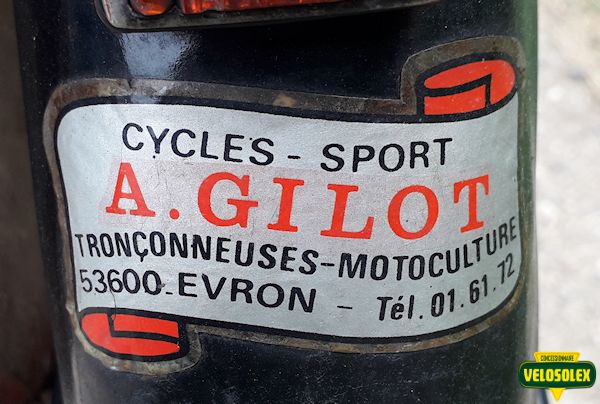 CYCLES - SPORT
A. GILOT
TRONÇONNEUSES-MOTOCULTURE
53600-EVRON - Tél. 01.61.72
CONCESSIONNAIRE
VELOSOLEX